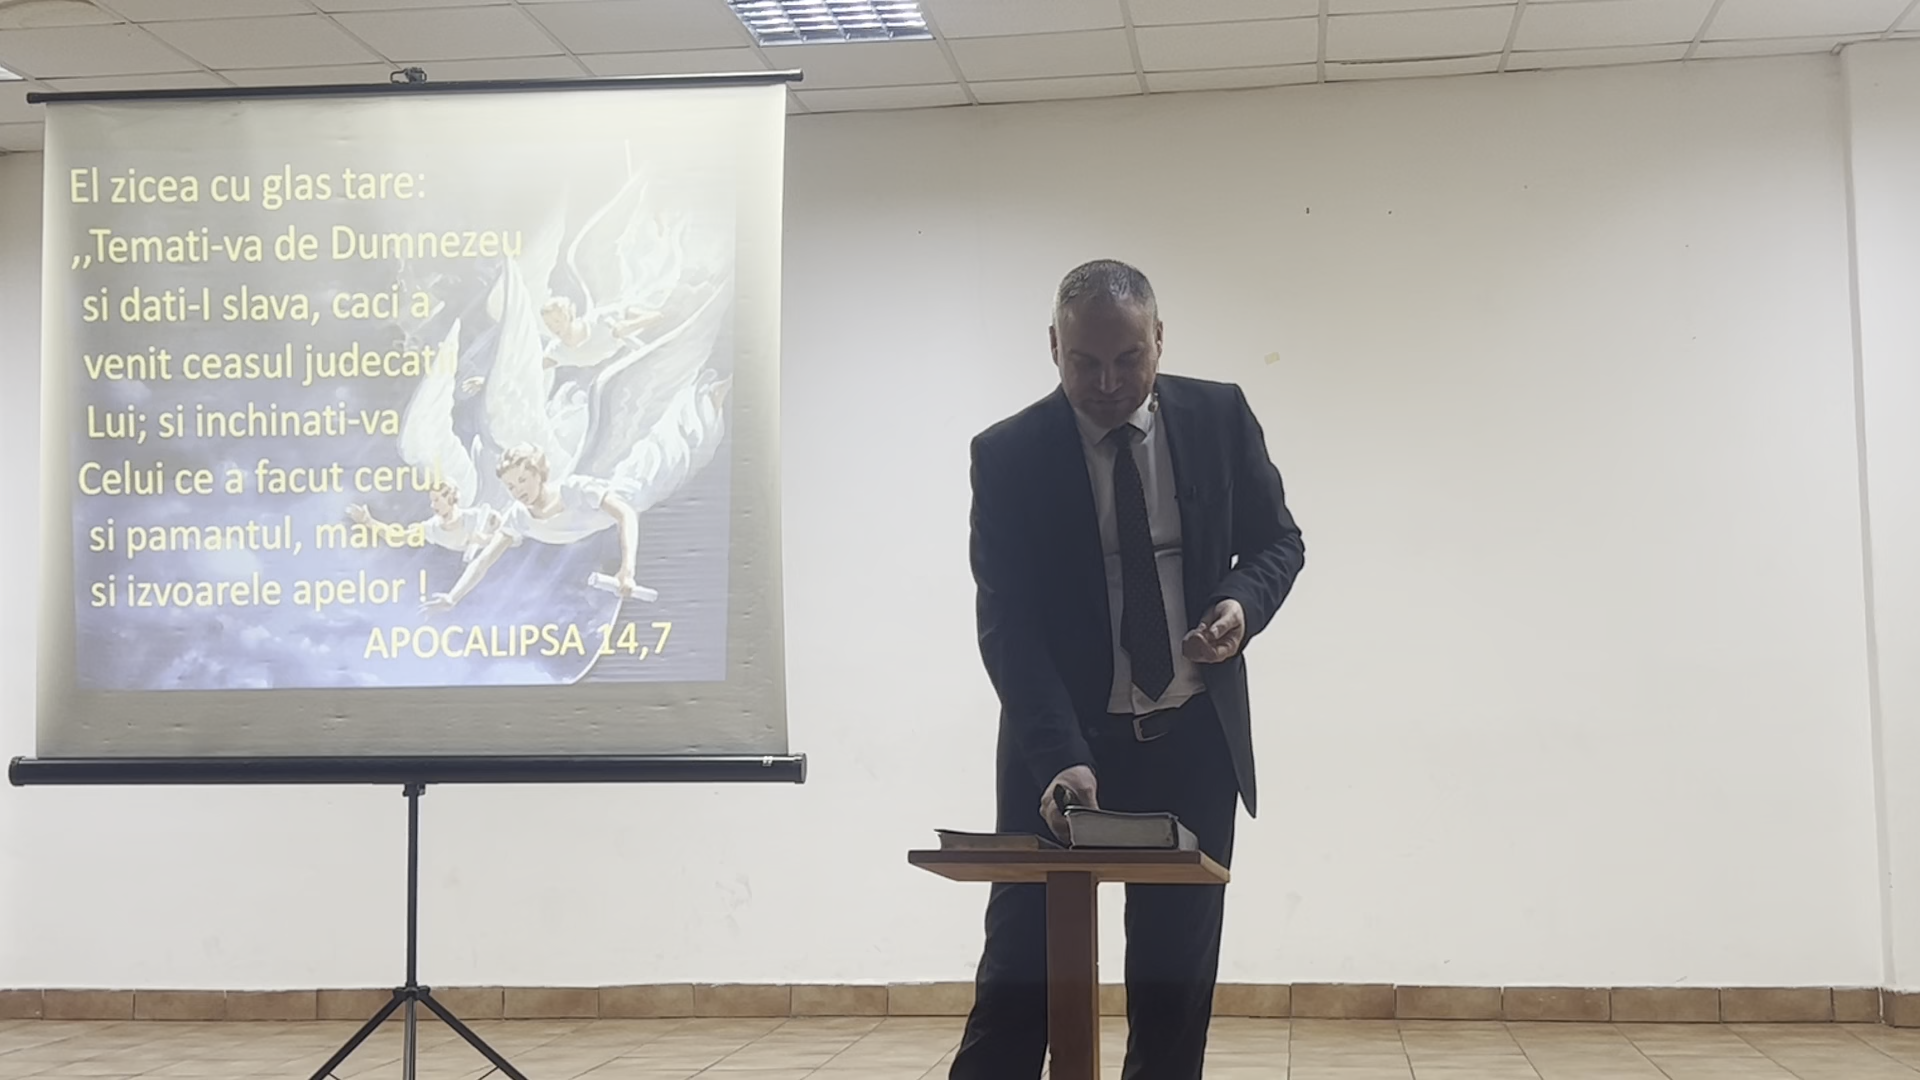 El zicea cu glas tare:
,,Temati-va de Dumnezeu
si dati-I slava, caci a
venit ceasul judecatii
Lui; si inchinati-va
Celui ce a facut cerul
si pamantul, marea
si izvoarele apelor !
APOCALIPSA 14,7